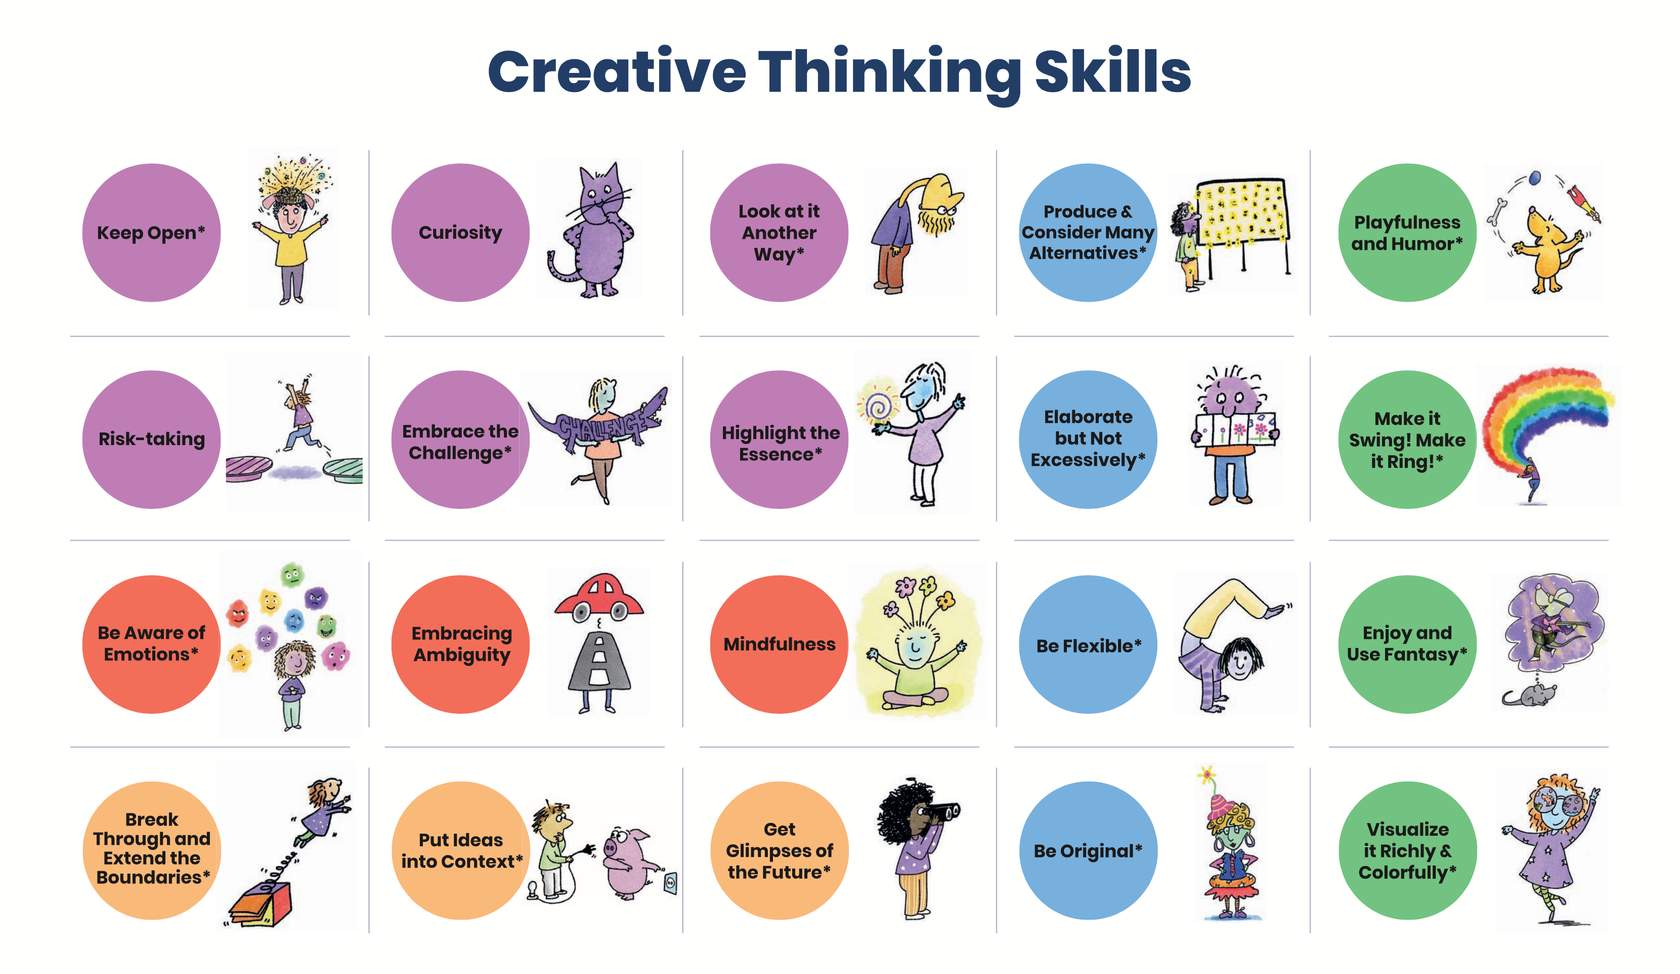 Creative Thinking Skills
Keep Open*
Curiosity
Look at it
Another
Way*
Produce &
Consider Many
Alternatives*
Playfulness
and Humor*
Risk-taking
Embrace the
Challenge*
CHALLENGE
Highlight the
Essence*
Elaborate
but Not
Excessively*
Make it
Swing! Make
it Ring!*
Be Aware of
Emotions*
Embracing
Ambiguity
Mindfulness
Be Flexible*
Enjoy and
Use Fantasy*
Break
Through and
Extend the
Boundaries*
Put Ideas
into Context*
Get
Glimpses of
the Future*
Be Original*
Visualize
it Richly &
Colorfully*